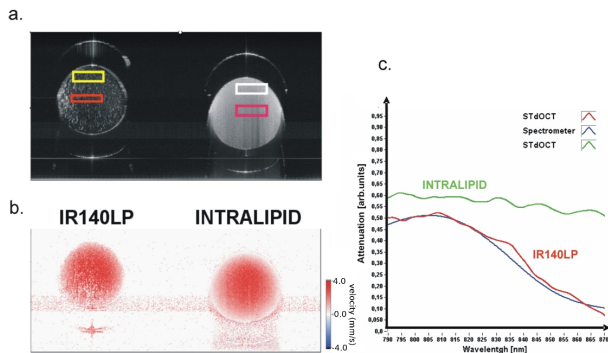 a.
b.
IR140LP
INTRALIPID
4.0
0.0
-4.0
velocity (mm/s)
c.
STdOCT
Spectrometer
STdOCT
INTRALIPID
IR140LP
Attenuation [arb.units]
0,95
0,90
0,85
0,80
0,75
0,70
0,65
0,60
0,55
0,50
0,45
0,40
0,35
0,30
0,25
0,20
0,15
0,10
0,05
0,0
790 795 800 805 810 815 820 825 830 835 840 845 850 855 860 865 870
Wavelentgh [nm]